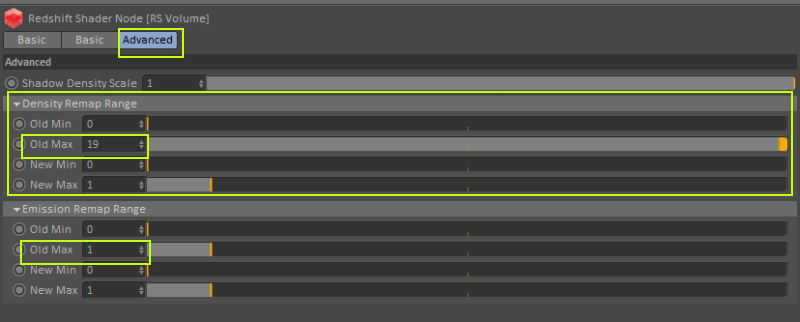 Redshift Shader Node [RS Volume]
Basic Basic Advanced
Advanced
Shadow Density Scale 1
Density Remap Range
Old Min 0
Old Max 19
New Min 0
New Max 1
Emission Remap Range
Old Min 0
Old Max 1
New Min 0
New Max 1